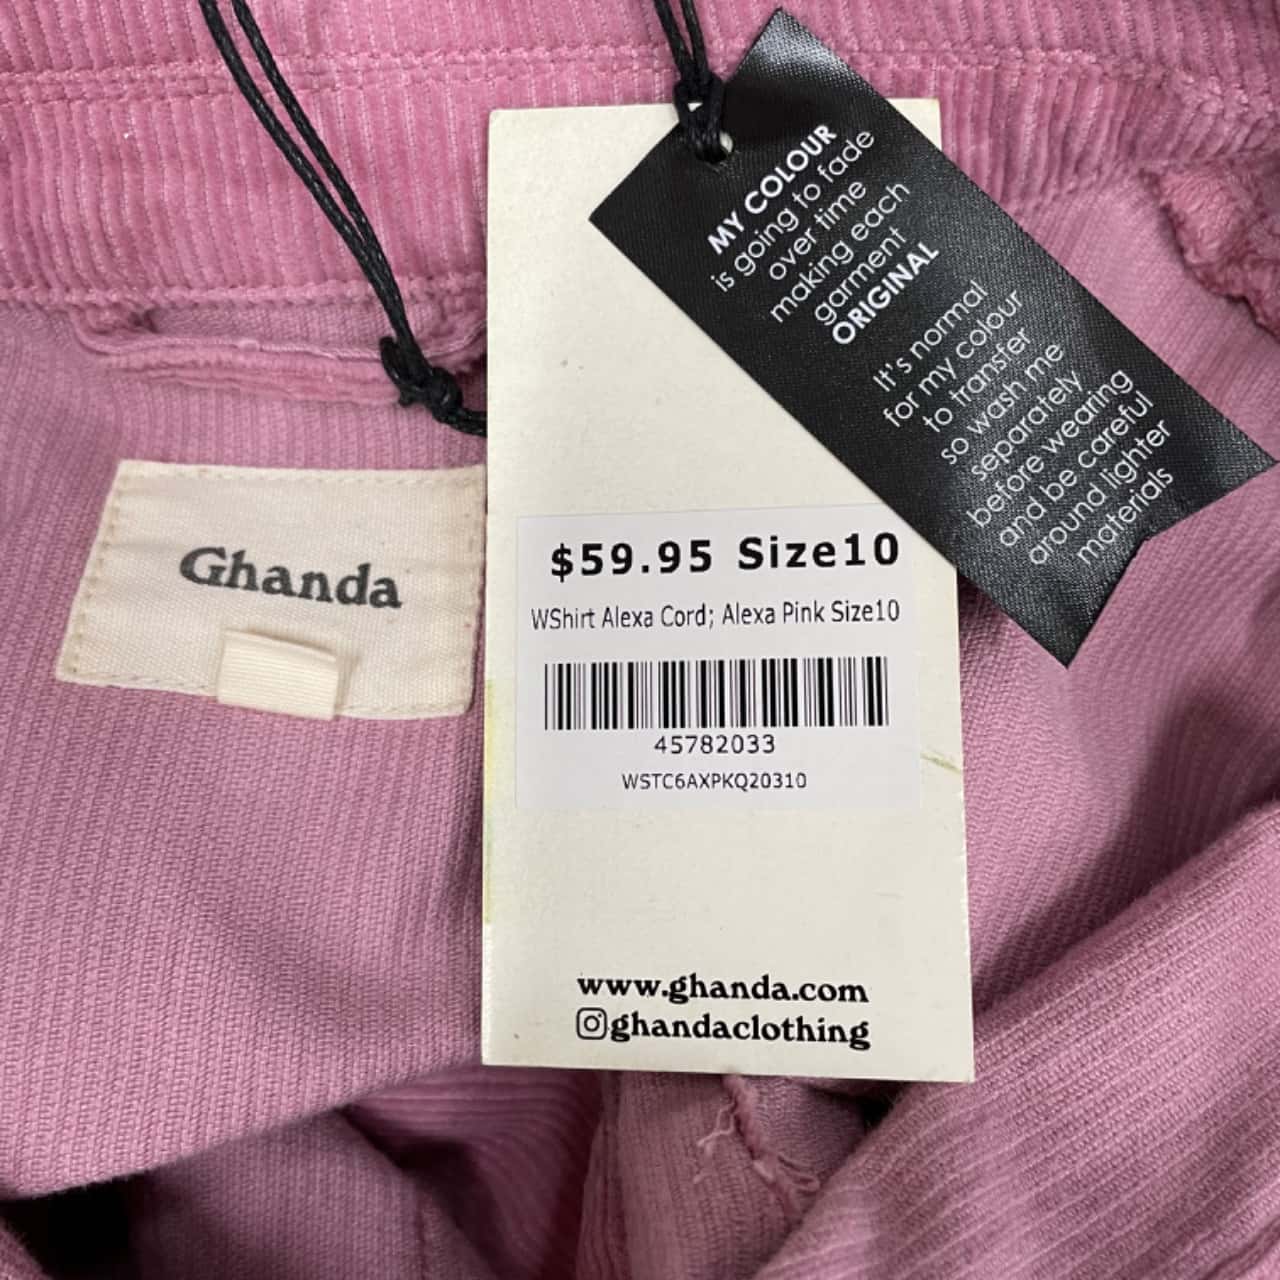 MY COLOUR
is going to fade
over time
making each
garment
ORIGINAL
It's normal
for my colour
to transfer
so wash me
separately
before wearing
and be careful
around lighter
materials
Ghanda
$59.95 Size10
WShirt Alexa Cord; Alexa Pink Size10
45782033
WSTC6AXPKQ20310
www.ghanda.com
ghandaclothing